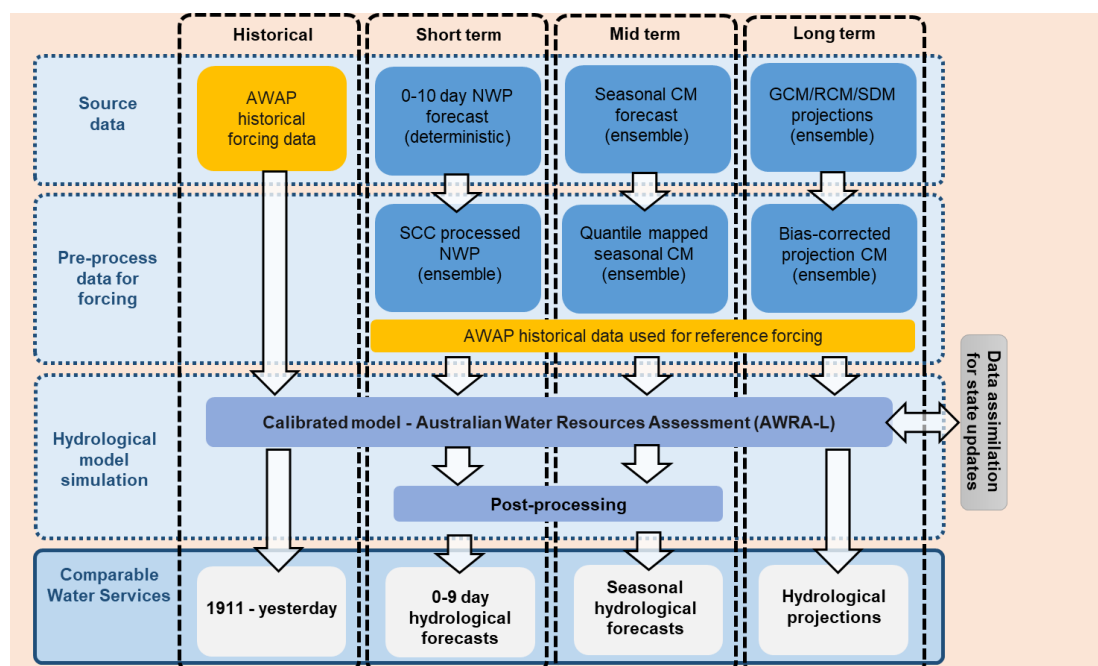 Historical
Short term
Mid term
Long term
Source
data
AWAP
historical
forcing data
0-10 day NWP
forecast
(deterministic)
Seasonal CM
forecast
(ensemble)
GCM/RCM/SDM
projections
(ensemble)
Pre-process
data for
forcing
SCC processed
NWP
(ensemble)
Quantile mapped
seasonal CM
(ensemble)
Bias-corrected
projection CM
(ensemble)
AWAP historical data used for reference forcing
Data assimilation
for state updates
Hydrological
model
simulation
Calibrated model - Australian Water Resources Assessment (AWRA-L)
Post-processing
Comparable
Water Services
1911 - yesterday
0-9 day
hydrological
forecasts
Seasonal
hydrological
forecasts
Hydrological
projections